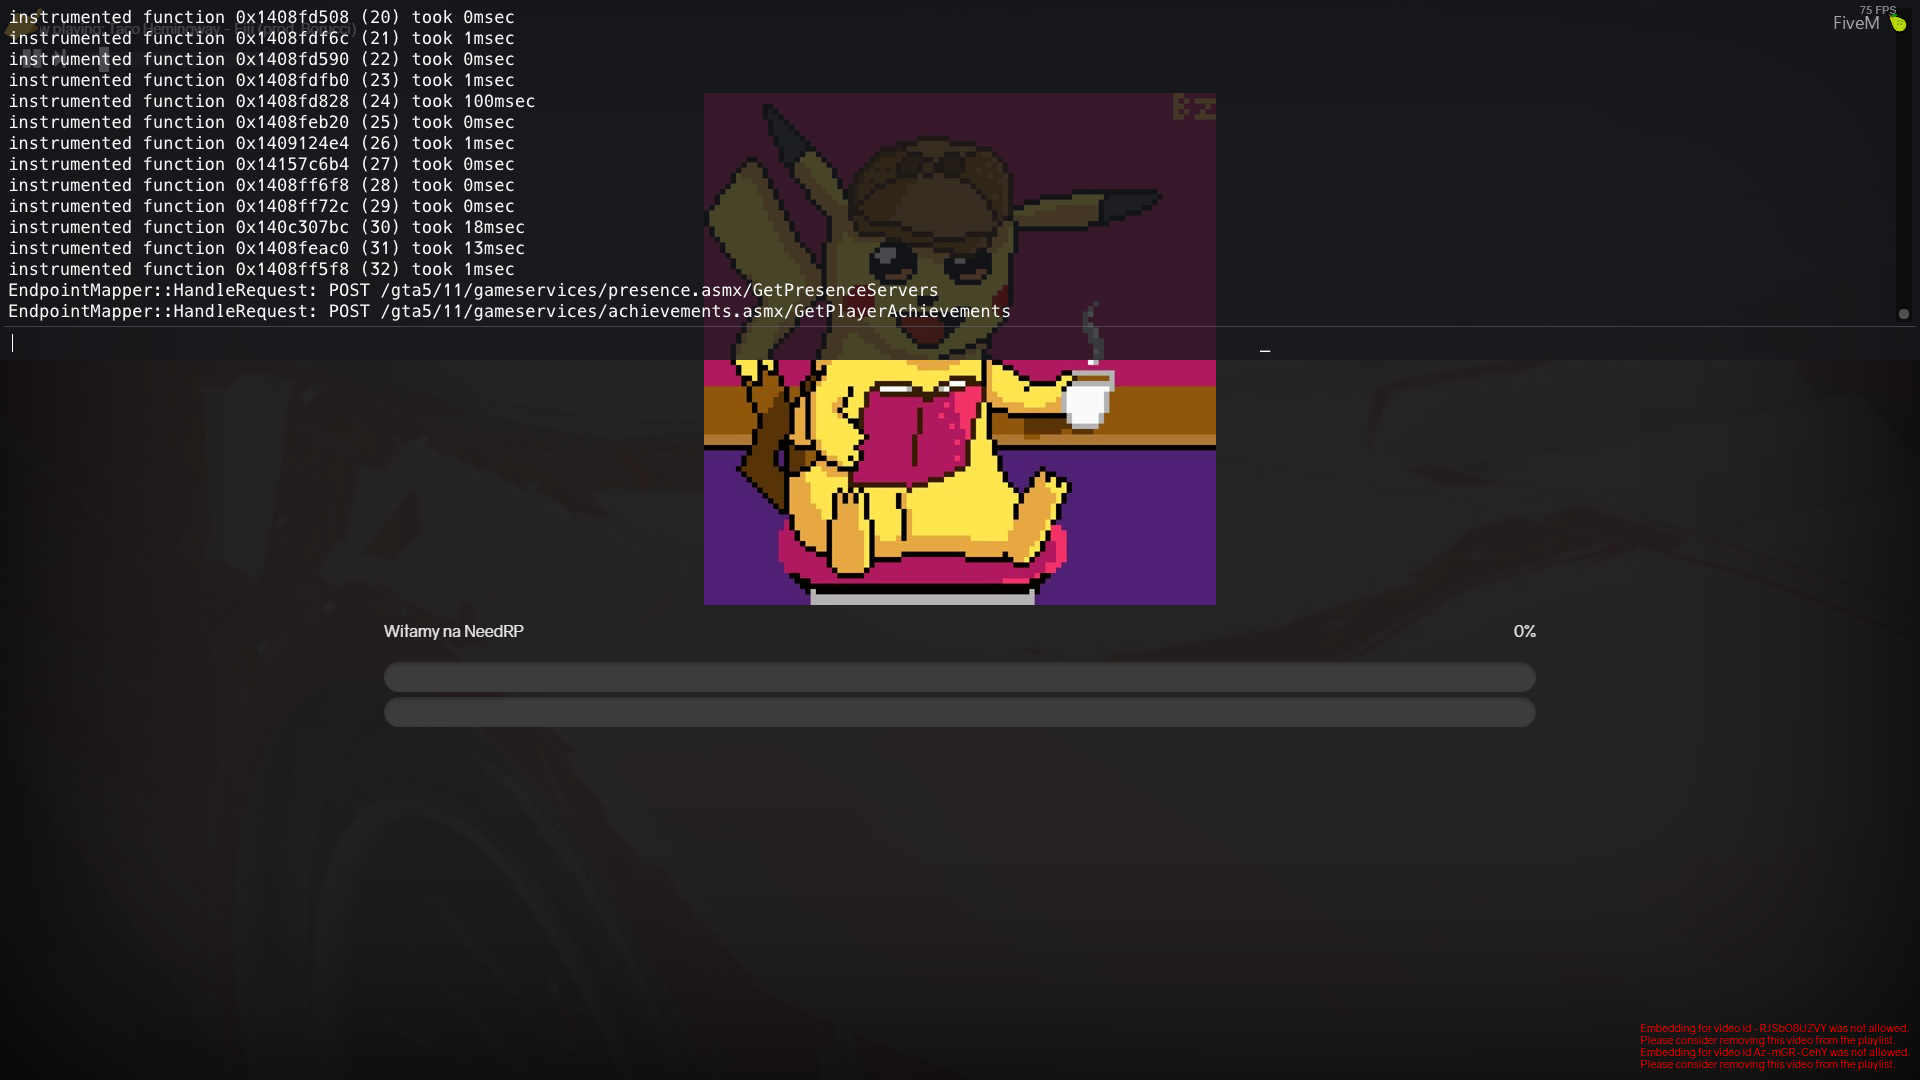 instrumented function 0x1408fd508 (20) took 0msec
instrumented function 0x1408fdf6c (21) took 1msec
instrumented function 0x1408fd590 (22) took 0msec
instrumented function 0x1408fdfb0 (23) took 1msec
instrumented function 0x1408fd828 (24) took 100msec
instrumented function 0x1408feb20 (25) took 0msec
instrumented function 0x1409124e4 (26) took 1msec
instrumented function 0x14157c6b4 (27) took 0msec
instrumented function 0x1408ff6f8 (28) took 0msec
instrumented function 0x1408ff72c (29) took 0msec
instrumented function 0x140c307bc (30) took 18msec
instrumented function 0x1408feac0 (31) took 13msec
instrumented function 0x1408ff5f8 (32) took 1msec
EndpointMapper::HandleRequest: POST /gta5/11/gameservices/presence.asmx/GetPresenceServers
EndpointMapper::HandleRequest: POST /gta5/11/gameservices/achievements.asmx/GetPlayerAchievements
playing: Taco Hemingway -
75 FPS
FiveM
Bz
Witamy na NeedRP
0%
Embedding for video id -RJSbO8UZVY was not allowed.
Please consider removing this video from the playlist.
Embedding for video id Az-mGR-CehY was not allowed.
Please consider removing this video from the playlist.